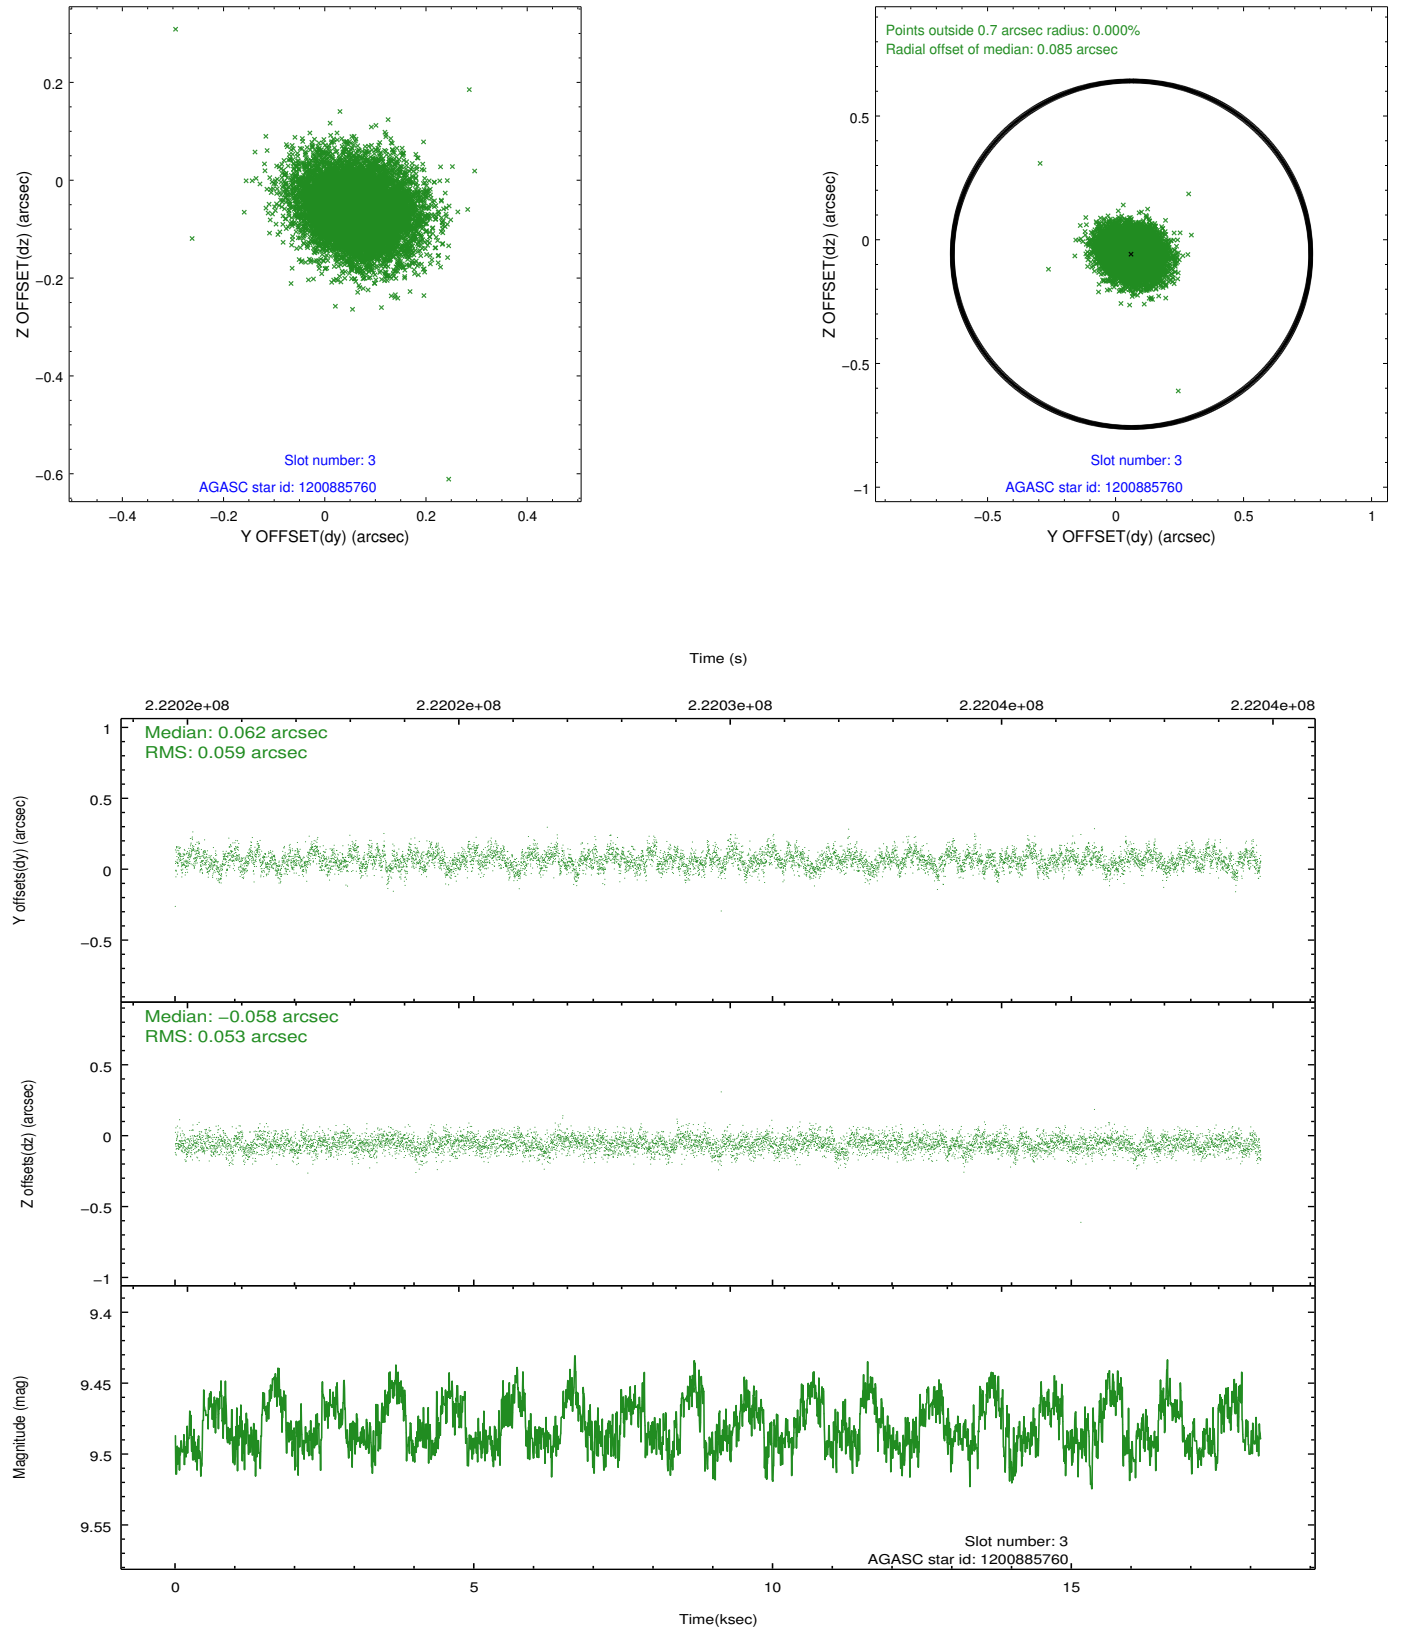 0.2
0
−0.2
−0.4
−0.6
Z OFFSET(dz) (arcsec)
Slot number: 3
AGASC star id: 1200885760
−0.4
−0.2
0
0.2
0.4
Y OFFSET(dy) (arcsec)
Points outside 0.7 arcsec radius: 0.000%
Radial offset of median: 0.085 arcsec
0.5
0
−0.5
−1
Z OFFSET(dz) (arcsec)
Slot number: 3
AGASC star id: 1200885760
−0.5
0
0.5
1
Y OFFSET(dy) (arcsec)
Time (s)
2.2202e+08
2.2202e+08
2.2203e+08
2.2204e+08
2.2204e+08
Median: 0.062 arcsec
RMS: 0.059 arcsec
1
0.5
0
−0.5
Y offsets(dy) (arcsec)
Median: −0.058 arcsec
RMS: 0.053 arcsec
0.5
0
−0.5
−1
Z offsets(dz) (arcsec)
9.4
9.45
9.5
9.55
Magnitude (mag)
Slot number: 3
AGASC star id: 1200885760
0
5
10
15
Time(ksec)